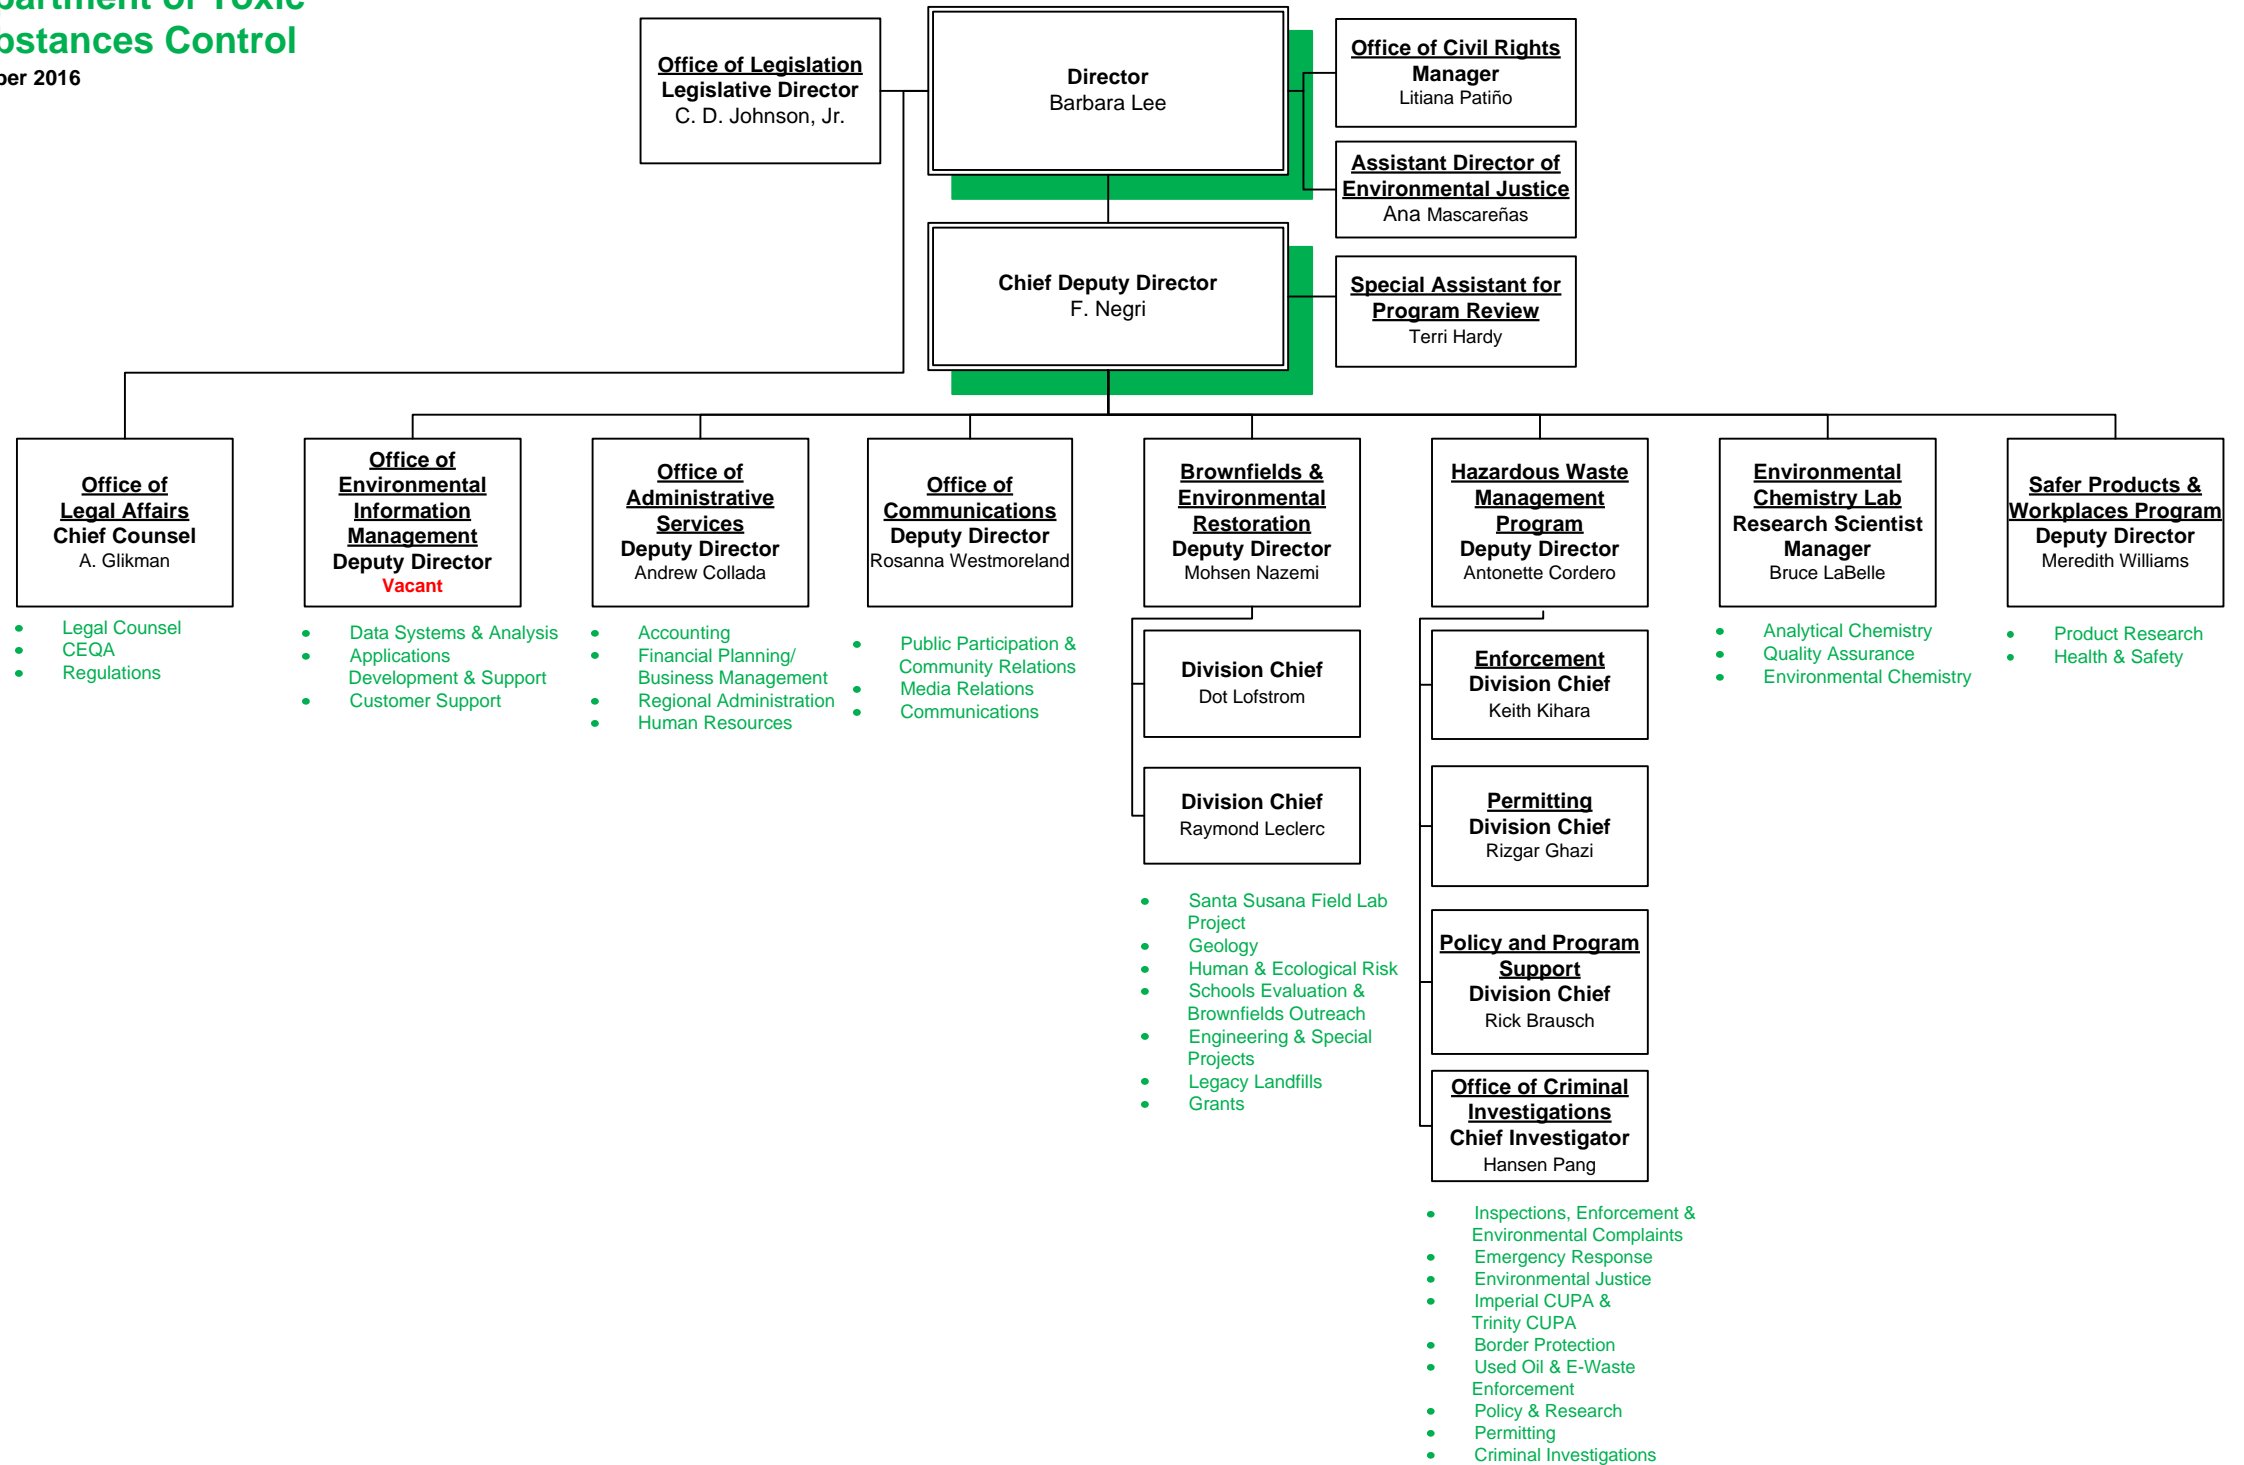 partment of Toxic
bstances Control
ber 2016
Office of Legislation
Legislative Director
C. D. Johnson, Jr.
Director
Barbara Lee
Office of Civil Rights
Manager
Litiana Patiño
Assistant Director of
Environmental Justice
Ana Mascareñas
Chief Deputy Director
F. Negri
Special Assistant for
Program Review
Terri Hardy
Office of
Legal Affairs
Chief Counsel
A. Glikman
• Legal Counsel
• CEQA
• Regulations
Office of
Environmental
Information
Management
Deputy Director
Vacant
• Data Systems & Analysis
• Applications
Development & Support
• Customer Support
Office of
Administrative
Services
Deputy Director
Andrew Collada
• Accounting
• Financial Planning/
Business Management
• Regional Administration
• Human Resources
Office of
Communications
Deputy Director
Rosanna Westmoreland
• Public Participation &
Community Relations
• Media Relations
• Communications
Brownfields &
Environmental
Restoration
Deputy Director
Mohsen Nazemi
Division Chief
Dot Lofstrom
Division Chief
Raymond Leclerc
• Santa Susana Field Lab
Project
• Geology
• Human & Ecological Risk
• Schools Evaluation &
Brownfields Outreach
• Engineering & Special
Projects
• Legacy Landfills
• Grants
Hazardous Waste
Management
Program
Deputy Director
Antonette Cordero
Enforcement
Division Chief
Keith Kihara
Permitting
Division Chief
Rizgar Ghazi
Policy and Program
Support
Division Chief
Rick Brausch
Office of Criminal
Investigations
Chief Investigator
Hansen Pang
• Inspections, Enforcement &
Environmental Complaints
• Emergency Response
• Environmental Justice
• Imperial CUPA &
Trinity CUPA
• Border Protection
• Used Oil & E-Waste
Enforcement
• Policy & Research
• Permitting
• Criminal Investigations
Environmental
Chemistry Lab
Research Scientist
Manager
Bruce LaBelle
• Analytical Chemistry
• Quality Assurance
• Environmental Chemistry
Safer Products &
Workplaces Program
Deputy Director
Meredith Williams
• Product Research
• Health & Safety